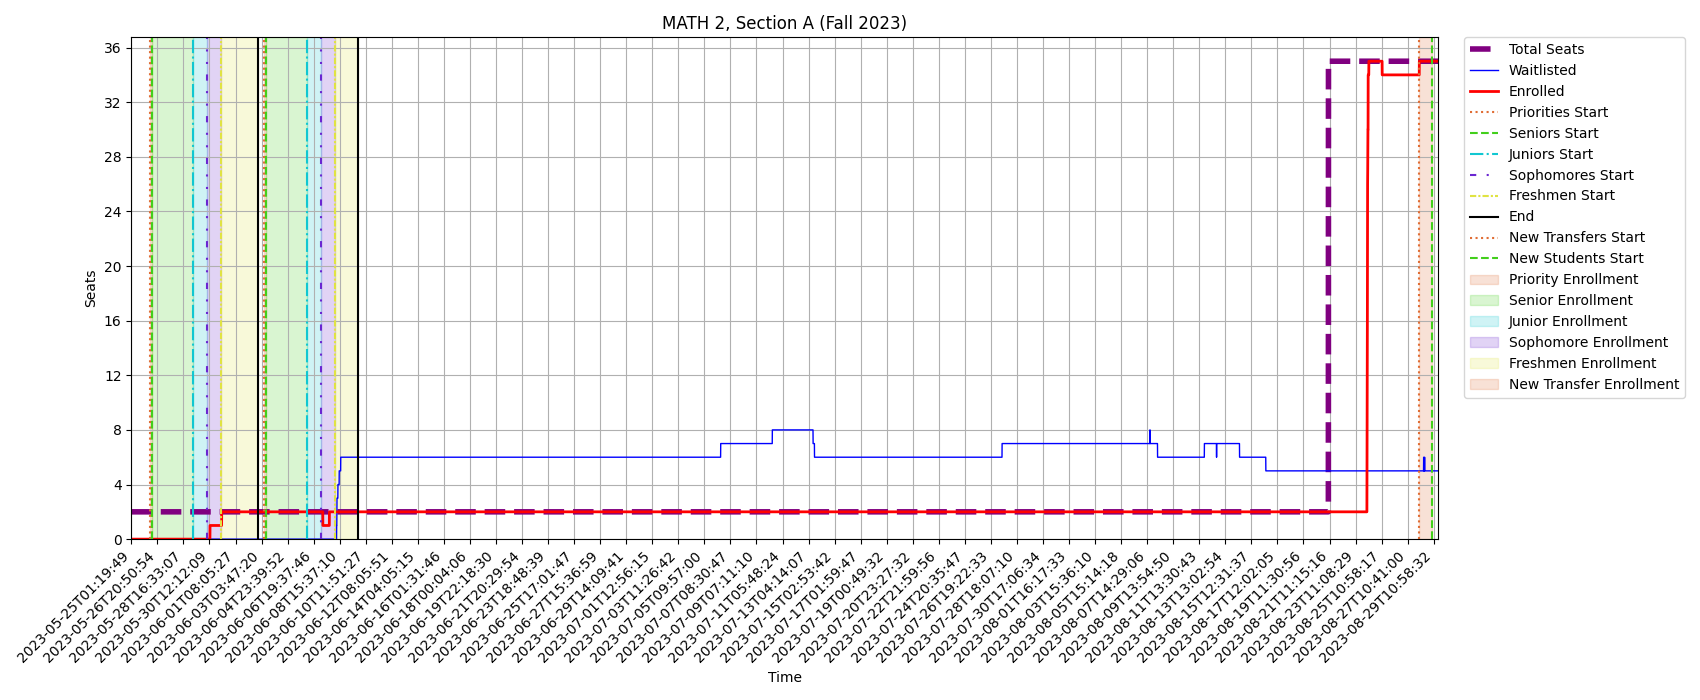 MATH 2, Section A (Fall 2023)
Seats
36
32
28
24
20
16
12
8
4
0
2023-05-25T01:19:49
2023-05-26T20:50:54
2023-05-28T16:33:07
2023-05-30T12:12:09
2023-06-01T08:05:27
2023-06-03T03:47:20
2023-06-04T23:39:52
2023-06-06T19:37:46
2023-06-08T15:37:10
2023-06-10T11:51:27
2023-06-12T08:05:51
2023-06-14T04:05:15
2023-06-16T01:31:46
2023-06-18T00:04:06
2023-06-19T22:18:30
2023-06-21T20:29:54
2023-06-23T18:48:39
2023-06-25T17:01:47
2023-06-27T15:36:59
2023-06-29T14:09:41
2023-07-01T12:56:15
2023-07-03T11:26:42
2023-07-05T09:57:00
2023-07-07T08:30:47
2023-07-09T07:11:10
2023-07-11T05:48:24
2023-07-13T04:14:07
2023-07-15T02:53:42
2023-07-17T01:59:47
2023-07-19T00:49:32
2023-07-20T23:27:32
2023-07-22T21:59:56
2023-07-24T20:35:47
2023-07-26T19:22:33
2023-07-28T18:07:10
2023-07-30T17:06:34
2023-08-01T16:17:33
2023-08-03T15:36:10
2023-08-05T15:14:18
2023-08-07T14:29:06
2023-08-09T13:54:50
2023-08-11T13:30:43
2023-08-13T13:02:54
2023-08-15T12:31:37
2023-08-17T12:02:05
2023-08-19T11:30:56
2023-08-21T11:15:16
2023-08-23T11:08:29
2023-08-25T10:58:17
2023-08-27T10:41:00
2023-08-29T10:58:32
Time
Total Seats
Waitlisted
Enrolled
Priorities Start
Seniors Start
Juniors Start
Sophomores Start
Freshmen Start
End
New Transfers Start
New Students Start
Priority Enrollment
Senior Enrollment
Junior Enrollment
Sophomore Enrollment
Freshmen Enrollment
New Transfer Enrollment